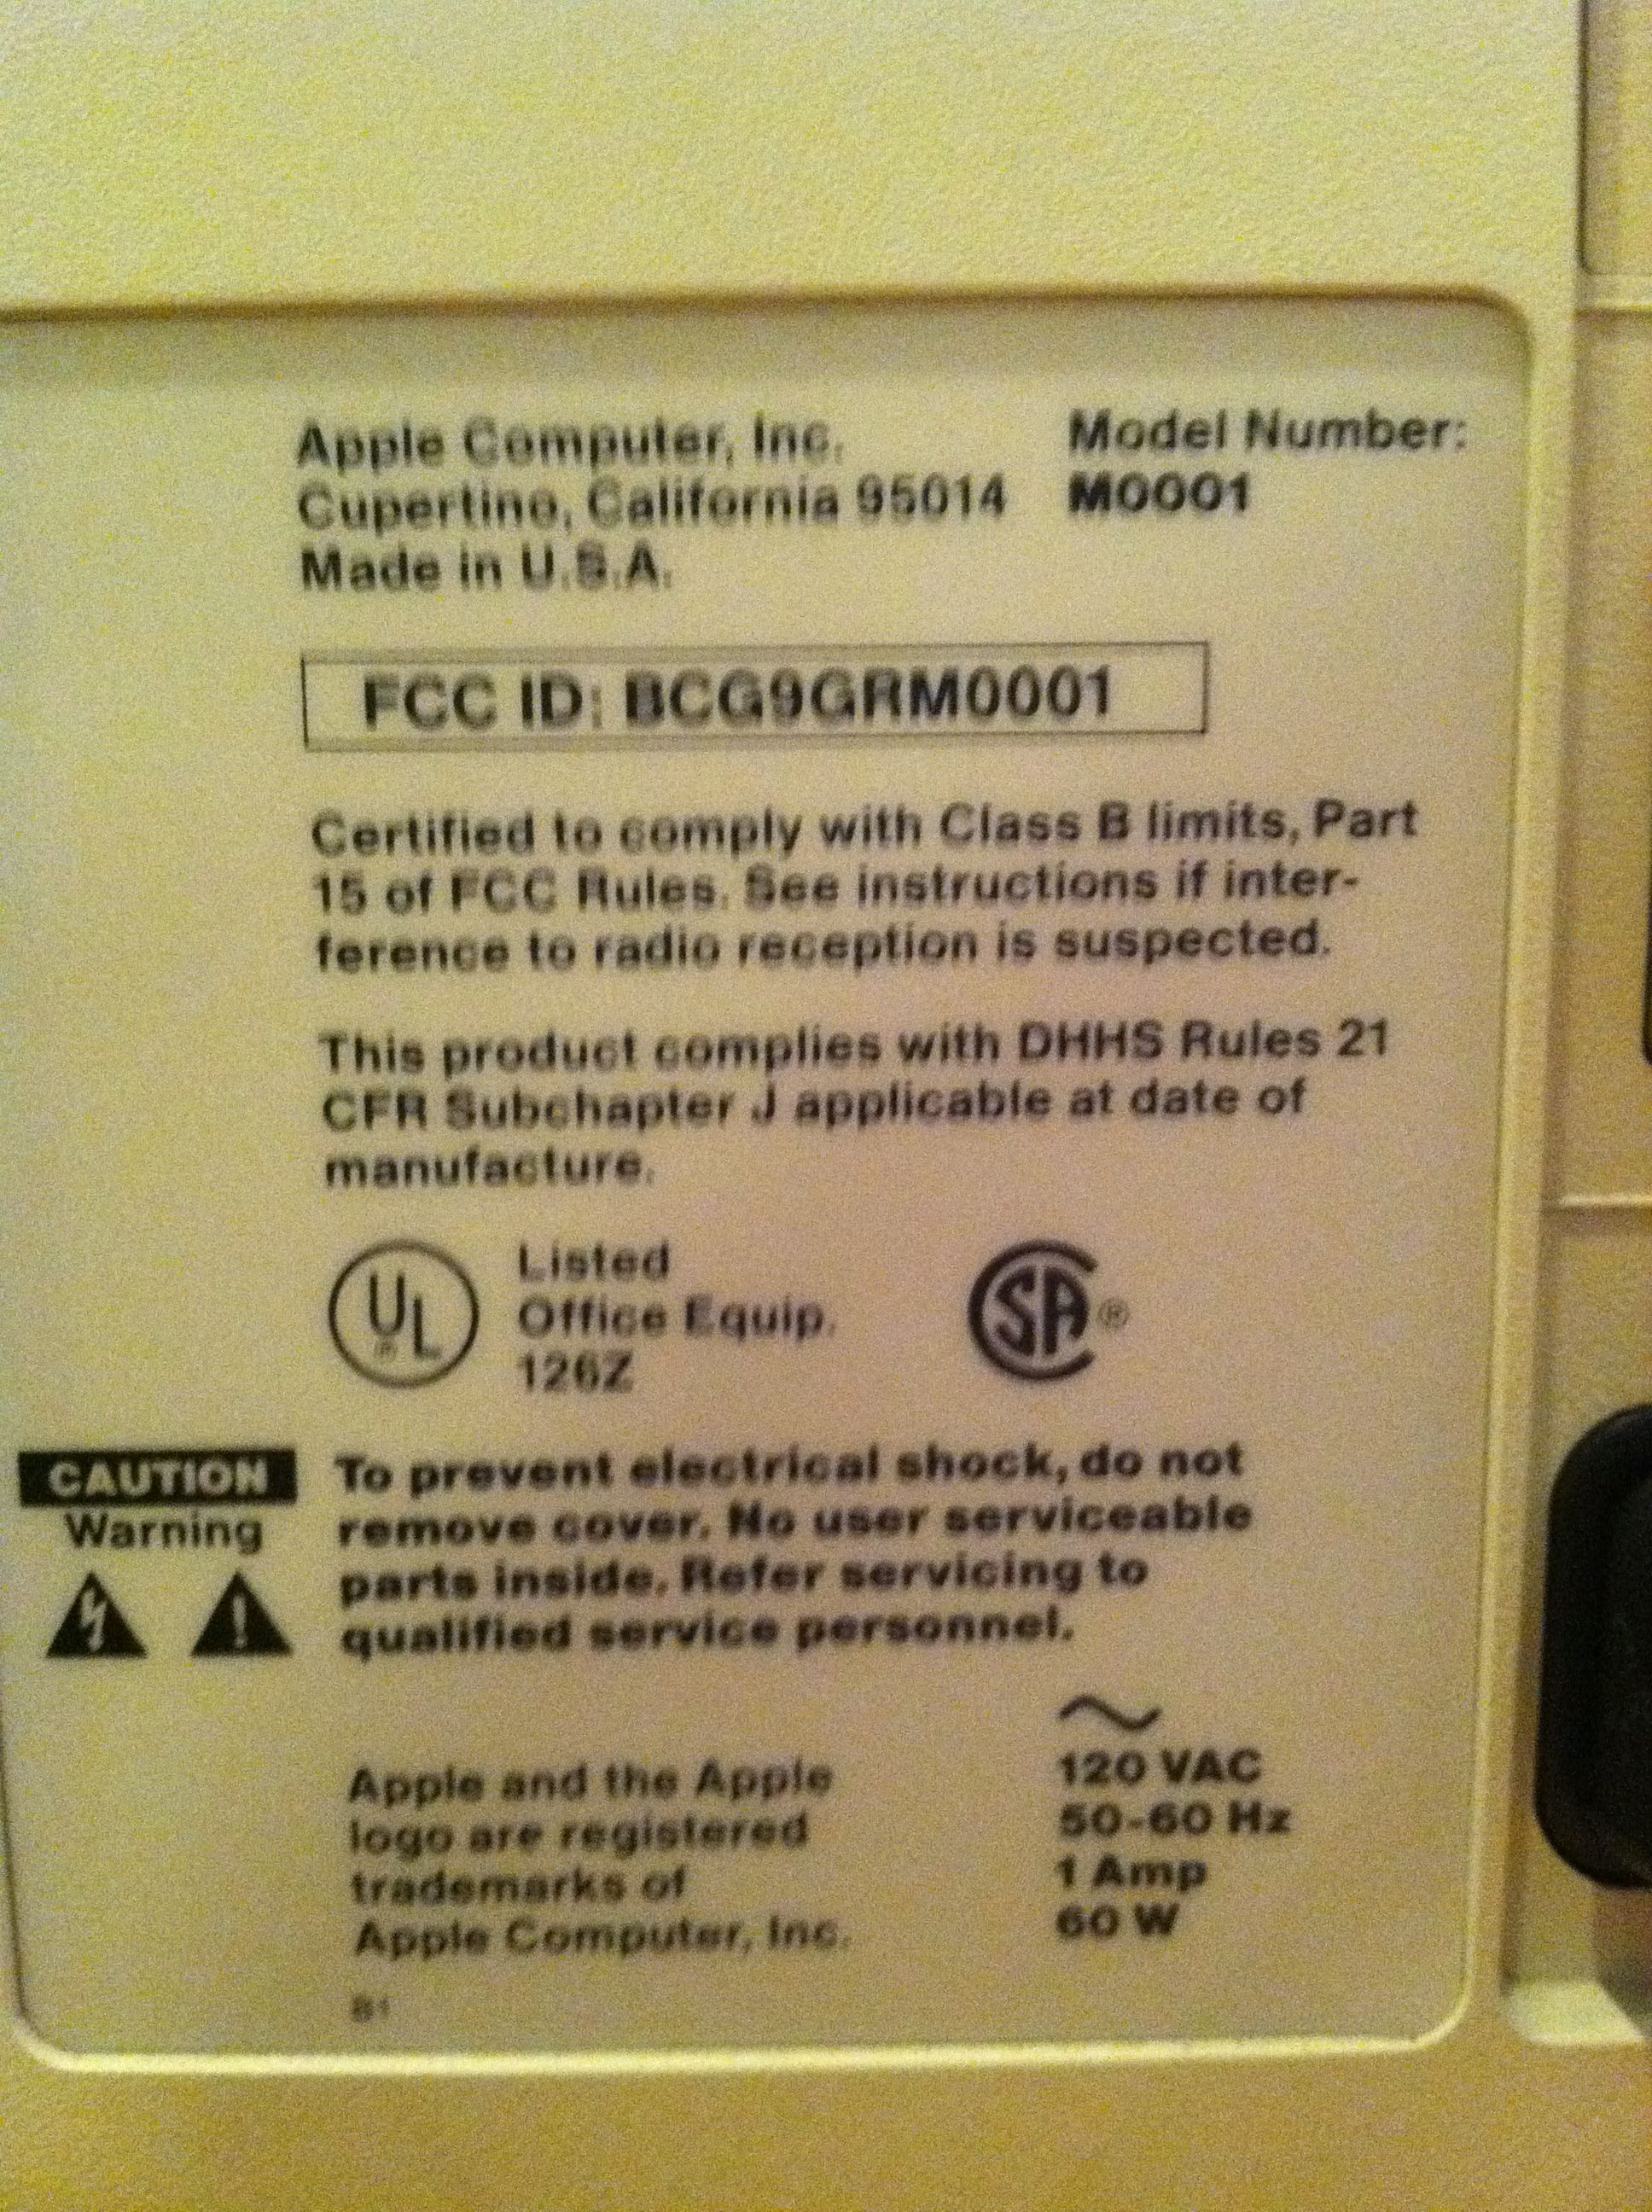 Apple Computer, Inc.
Cupertino, California 95014
Made in U.S.A.
Model Number:
M0001
FCC ID: BCG9GRM0001
Certified to comply with Class B limits, Part
15 of FCC Rules. See instructions if inter-
ference to radio reception is suspected.
This product complies with DHHS Rules 21
CFR Subchapter J applicable at date of
manufacture.
UL ®
Listed
Office Equip.
126Z
CSA ®
CAUTION
Warning
To prevent electrical shock, do not
remove cover. No user serviceable
parts inside. Refer servicing to
qualified service personnel.
Apple and the Apple
logo are registered
trademarks of
Apple Computer, Inc.
120 VAC
50-60 Hz
1 Amp
60 W